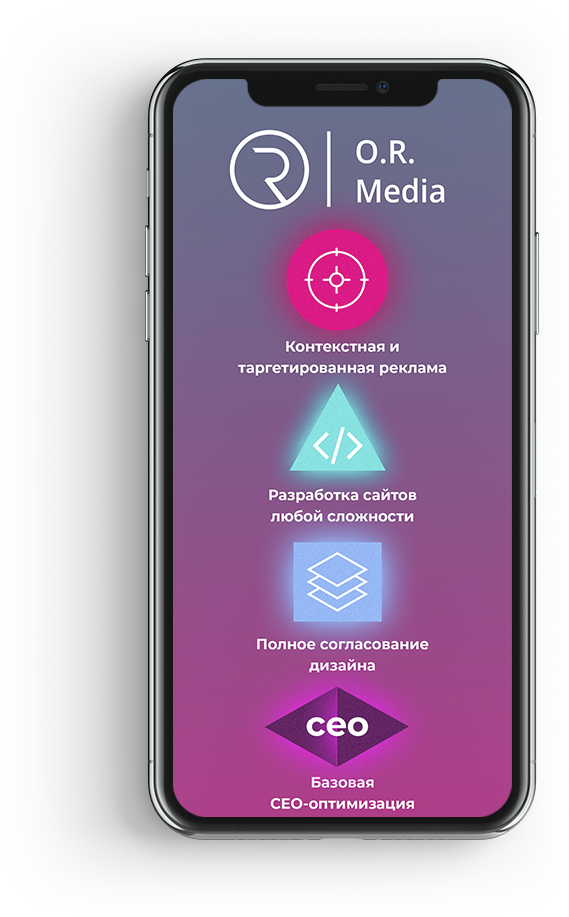 O.R.
Media
Контекстная и
таргетированная реклама
</>
Разработка сайтов
любой сложности
Полное согласование
дизайна
ceo
Базовая
СЕО-оптимизация